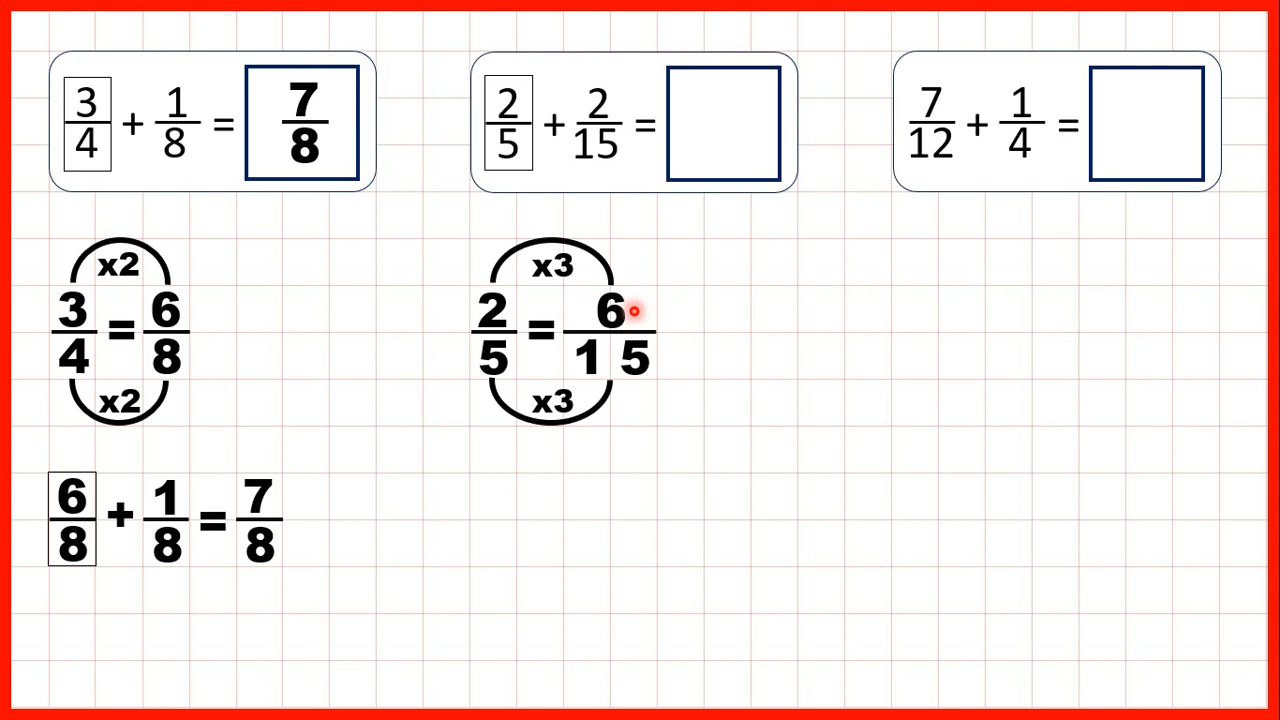 3/4 + 1/8 = 7/8
2/5 + 2/15 =
7/12 + 1/4 =
x2
3/4 = 6/8
x2
x3
2/5 = 6/15
x3
6/8 + 1/8 = 7/8